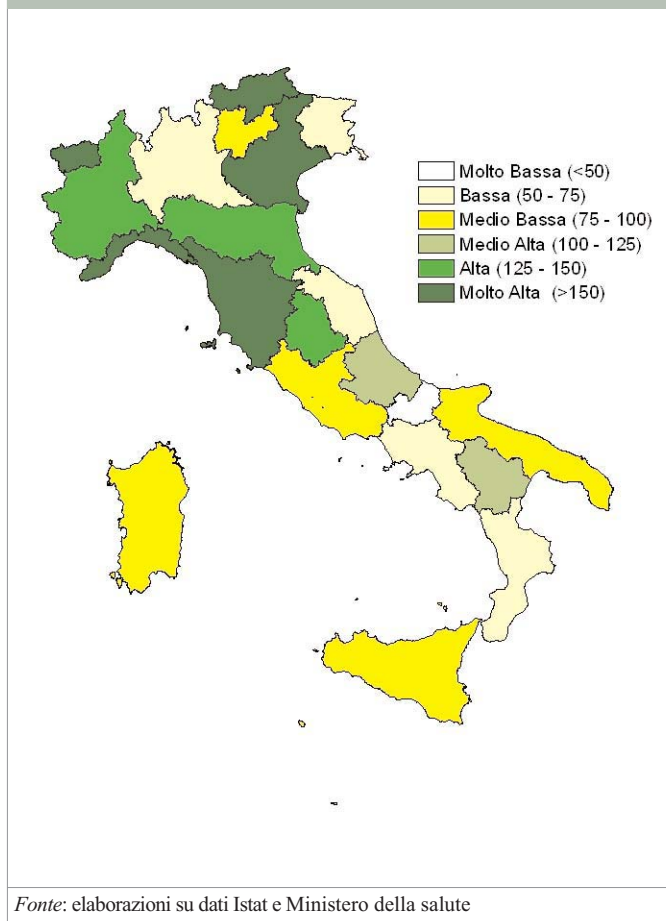 Molto Bassa (<50)
Bassa (50 - 75)
Medio Bassa (75 - 100)
Medio Alta (100 - 125)
Alta (125 - 150)
Molto Alta (>150)
Fonte: elaborazioni su dati Istat e Ministero della salute